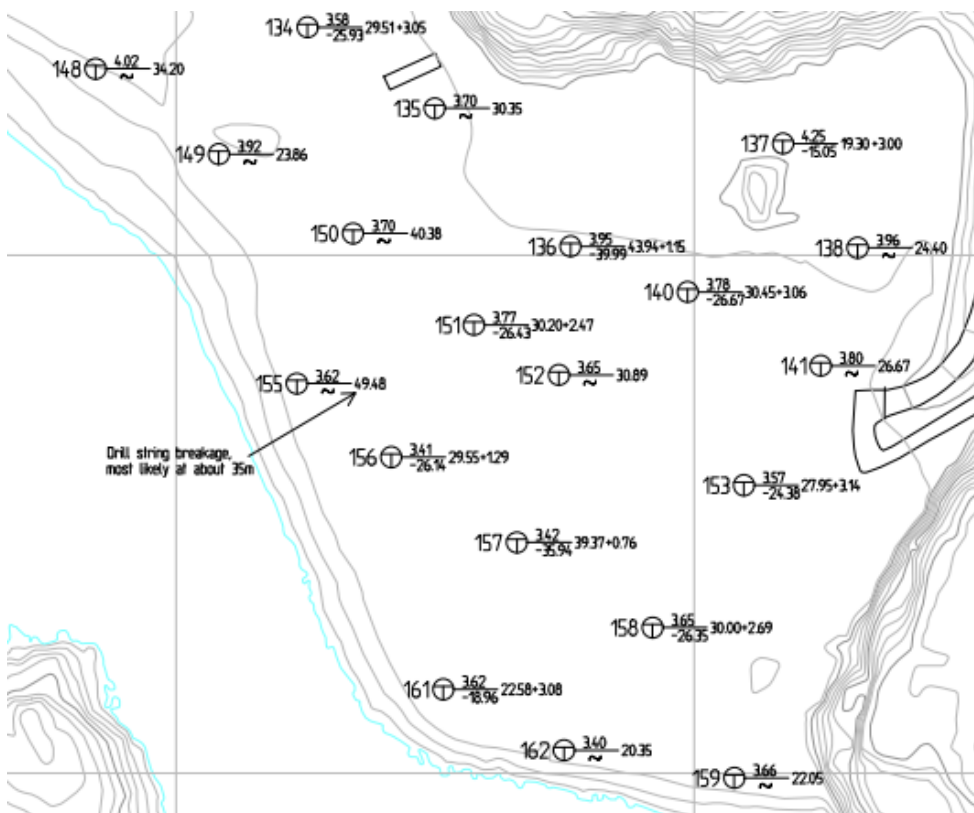 134 3.58 -25.93 29.51+3.05
148 4.02 ~ 34.20
135 3.70 ~ 30.35
149 3.92 ~ 23.86
137 4.25 -15.05 19.30+3.00
150 3.70 ~ 40.38
136 3.95 -39.99 43.94+1.15
138 3.96 ~ 24.40
140 3.78 -26.67 30.45+3.06
151 3.77 -26.43 30.20+2.47
152 3.65 ~ 30.89
141 3.80 ~ 26.67
155 3.62 ~ 49.48
Drill string breakage,
most likely at about 35m
156 3.41 -26.14 29.55+1.29
153 3.57 -24.38 27.95+3.14
157 3.42 -35.94 39.37+0.76
158 3.65 -26.35 30.00+2.69
161 3.62 -18.96 22.58+3.08
162 3.40 ~ 20.35
159 3.66 ~ 22.05